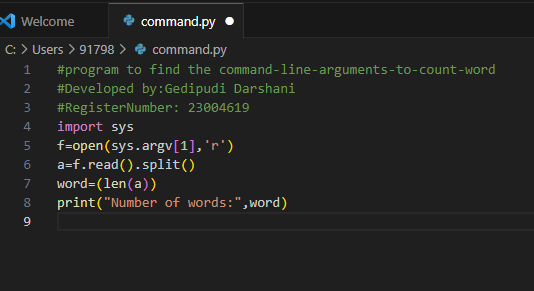 Welcome
command.py
C: > Users > 91798 > command.py
1 #program to find the command-line-arguments-to-count-word
2 #Developed by:Gedipudi Darshani
3 #RegisterNumber: 23004619
4 import sys
5 f=open(sys.argv[1],'r')
6 a=f.read().split()
7 word=(len(a))
8 print("Number of words:",word)
9